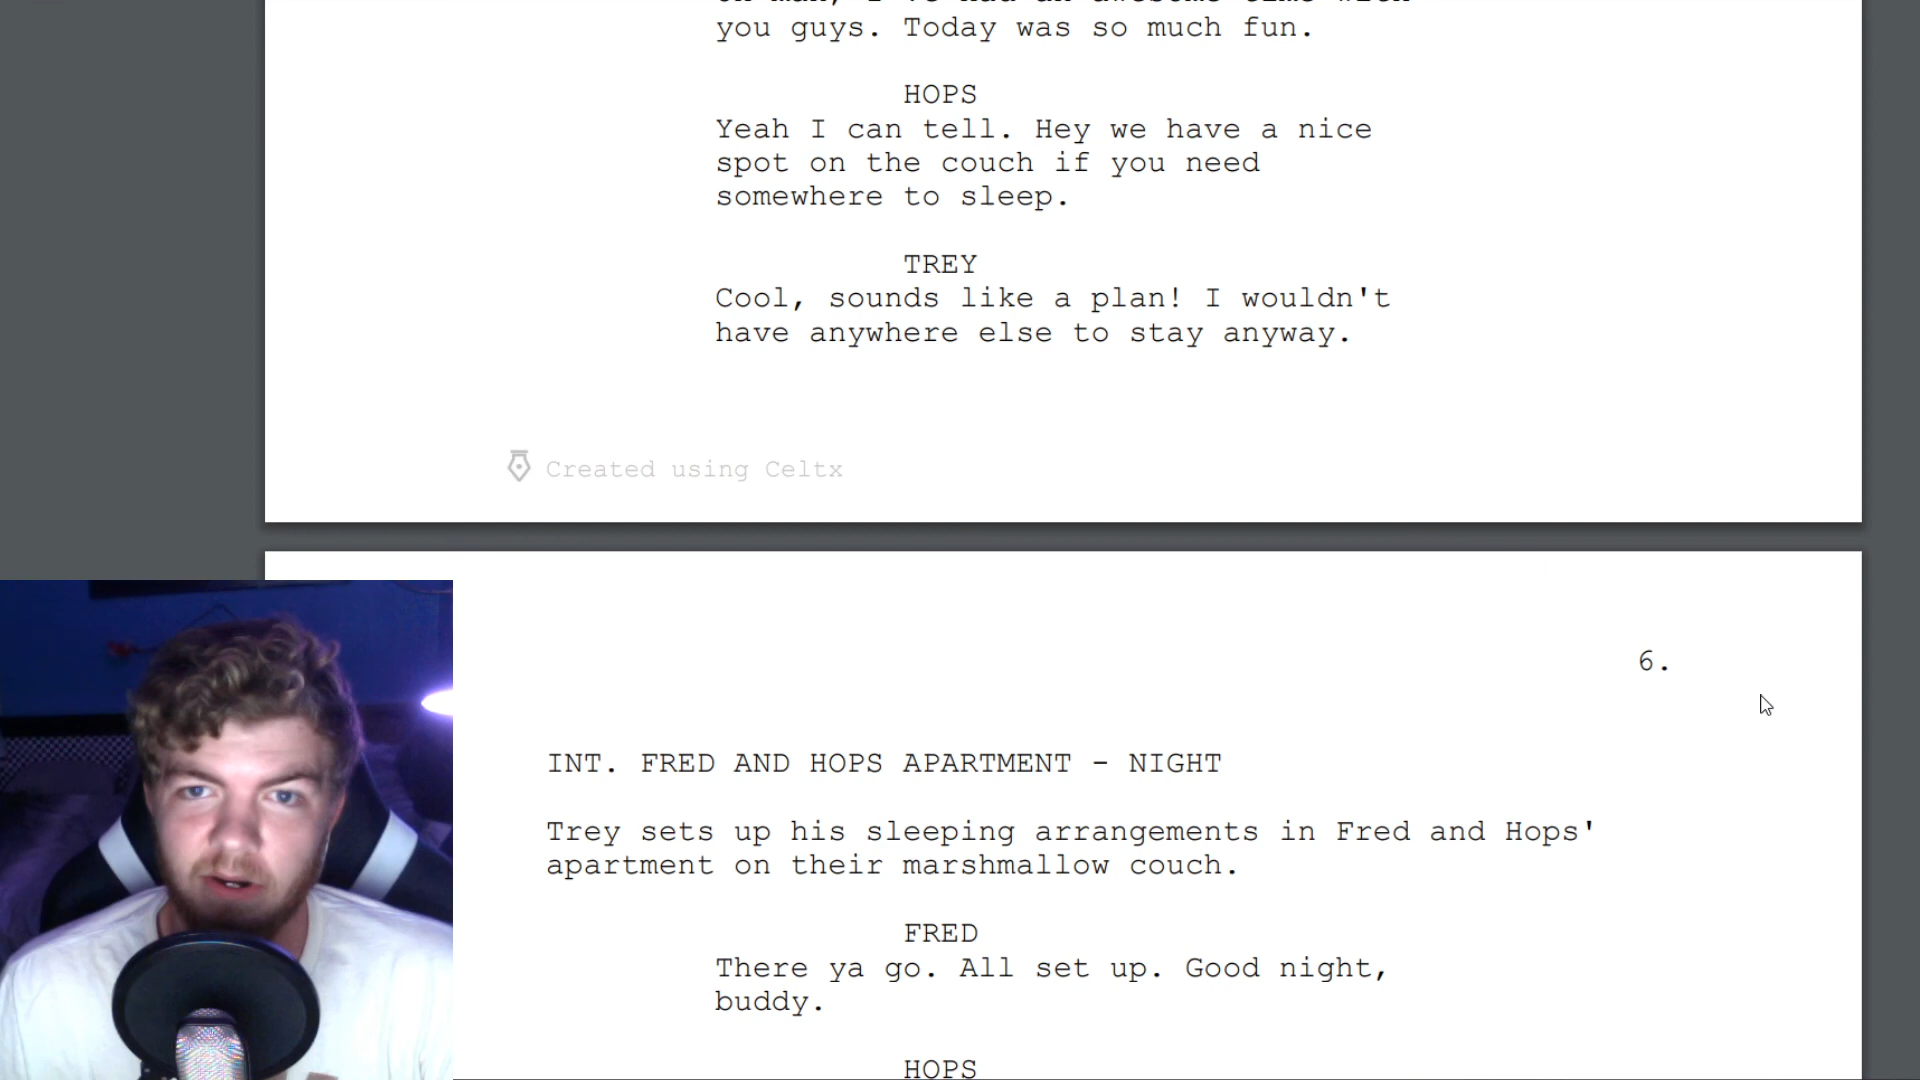 you guys. Today was so much fun.
HOPS
Yeah I can tell. Hey we have a nice
spot on the couch if you need
somewhere to sleep.
TREY
Cool, sounds like a plan! I wouldn't
have anywhere else to stay anyway.
Created using Celtx
6.
INT. FRED AND HOPS APARTMENT - NIGHT
Trey sets up his sleeping arrangements in Fred and Hops'
apartment on their marshmallow couch.
FRED
There ya go. All set up. Good night,
buddy.
HOPS